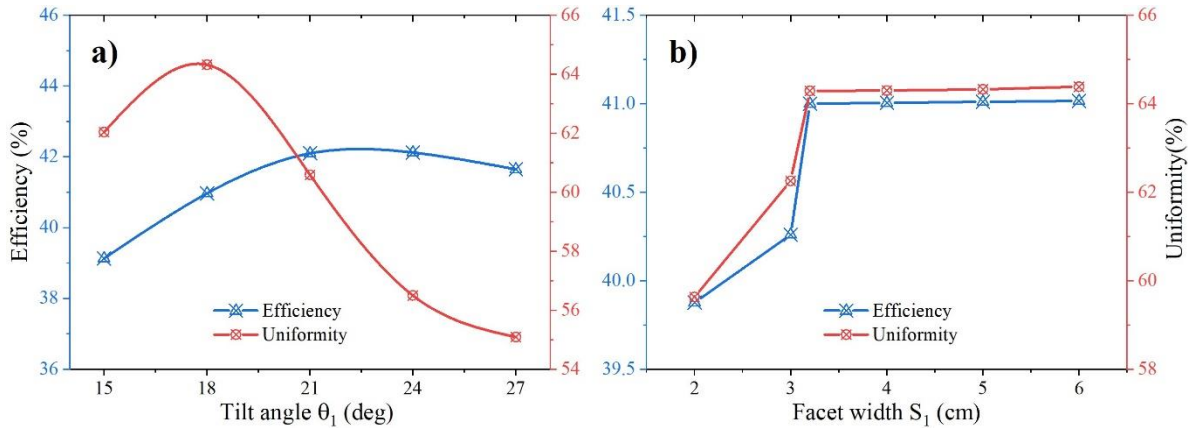 a)
Efficiency (%)
46
44
42
40
38
36
66
64
62
60
58
56
54
Efficiency
Uniformity
15 18 21 24 27
Tilt angle θ₁ (deg)
b)
41.5
41.0
40.5
40.0
39.5
66
64
62
60
58
Uniformity(%)
Efficiency
Uniformity
2 3 4 5 6
Facet width S₁ (cm)